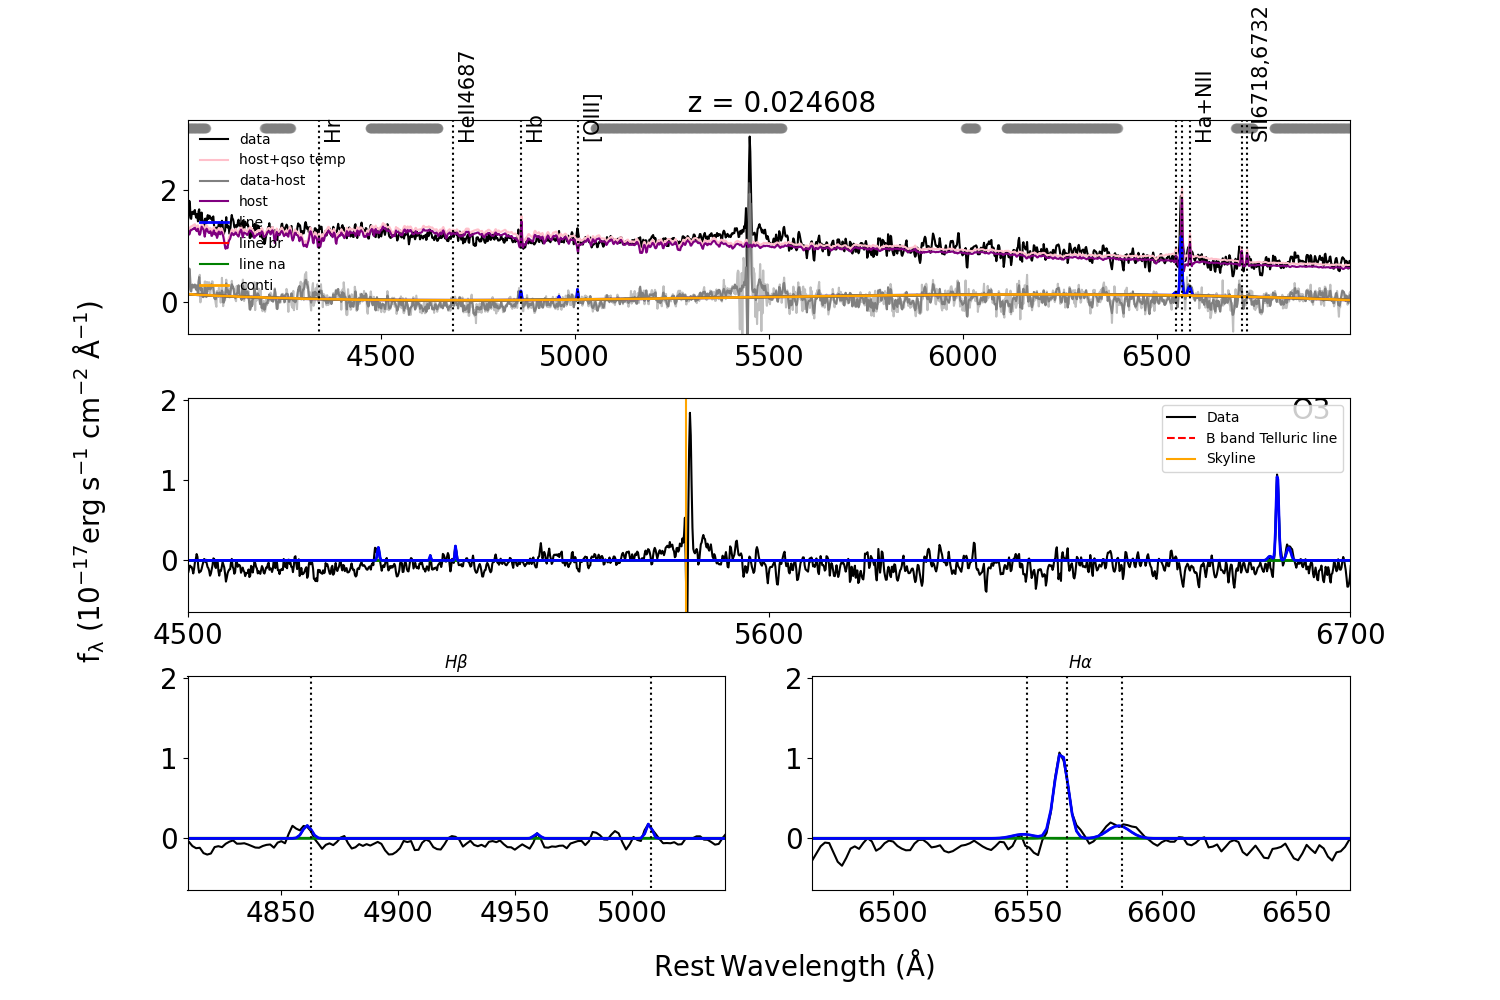 z = 0.024608
Hr
HeII4687
Hb
[OIII]
Ha+NII
SII6718,6732
data
host+qso temp
data-host
host
line
line br
line na
conti
2
0
4500 5000 5500 6000 6500
fλ (10⁻¹⁷erg s⁻¹ cm⁻² Å⁻¹)
O3
Data
B band Telluric line
Skyline
2
1
0
4500 5600 6700
Hβ
2
1
0
4850 4900 4950 5000
Hα
2
1
0
6500 6550 6600 6650
Rest Wavelength (Å)